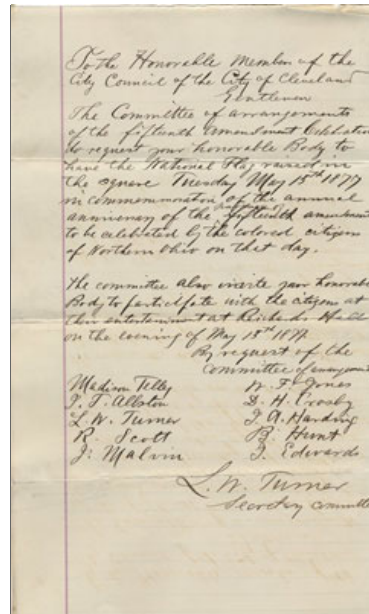 To the Honorable Member of the
City Council of the City of Cleveland
Gentlemen
The Committee of arrangements
of the fifteenth amendment Celebration
do request your honorable Body to
have the National Flag raised on
the square Tuesday May 15th 1877
in commemoration of the annual
anniversary of the fifteenth amendment
to be celebrated by the colored citizens
of Northern Ohio on that day.
The committee also invite your honorable
Body to participate with the citizens at
their entertainment at Hall
on the evening of May 15th 1877.
By request of the
Committee of arrangements
Madison Tilley W. F. Jones
T. F. Allston D. H. Crosby
L. W. Turner J. A. Harding
R. Scott B. Hunt
J. Malvin J. Edwards
L. W. Turner
Secretary committee